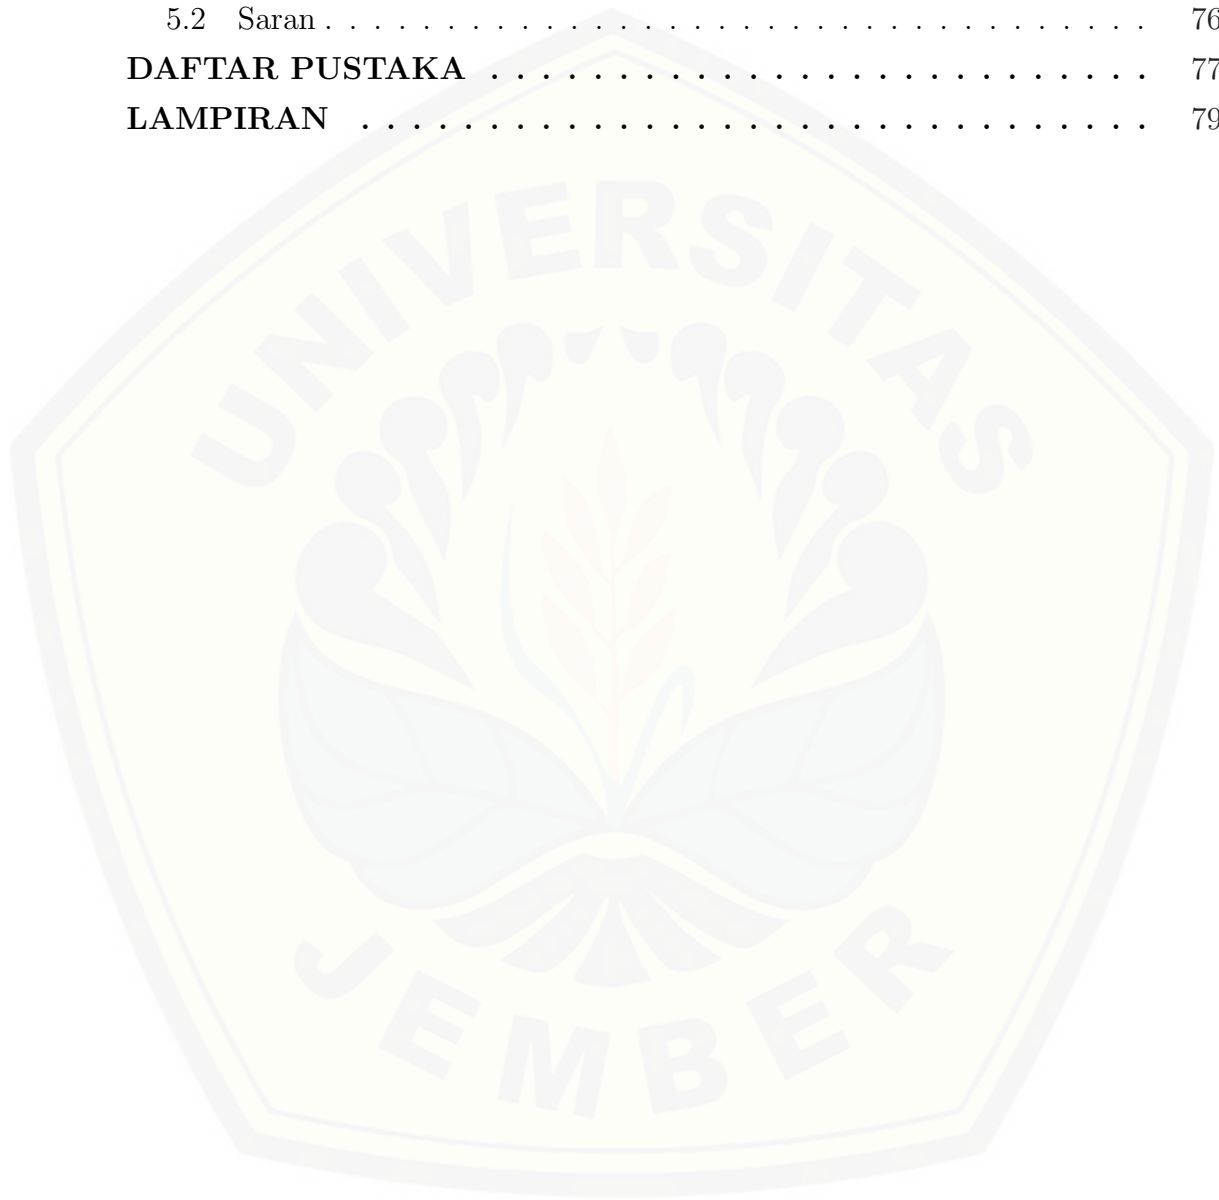 5.2 Saran . . . . . . . . . . . . . . . . . . . . . . . . . . . . . . . . . 76
DAFTAR PUSTAKA . . . . . . . . . . . . . . . . . . . . . . . . . . 77
LAMPIRAN . . . . . . . . . . . . . . . . . . . . . . . . . . . . . . . 79
UNIVERSITAS
JEMBER